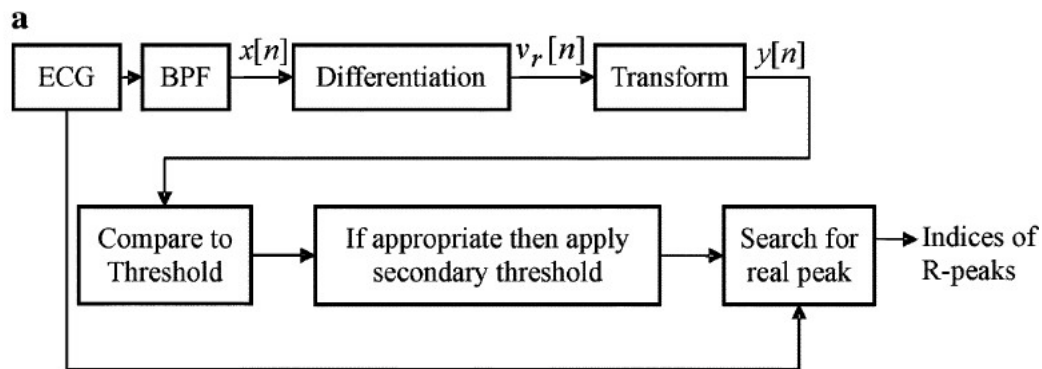 a
ECG
BPF
x[n]
Differentiation
v_r[n]
Transform
y[n]
Compare to
Threshold
If appropriate then apply
secondary threshold
Search for
real peak
Indices of
R-peaks